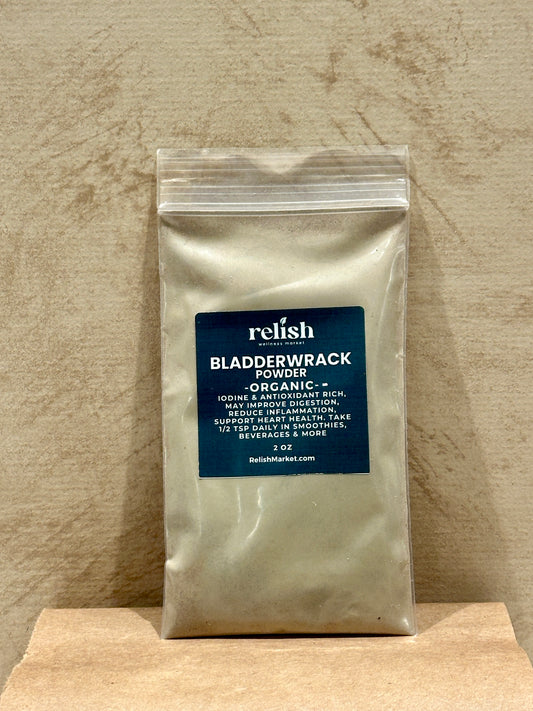 relish
wellness market
BLADDERWRACK
POWDER
-ORGANIC- -
IODINE & ANTIOXIDANT RICH,
MAY IMPROVE DIGESTION,
REDUCE INFLAMMATION,
SUPPORT HEART HEALTH. TAKE
1/2 TSP DAILY IN SMOOTHIES,
BEVERAGES & MORE
2 OZ
RelishMarket.com